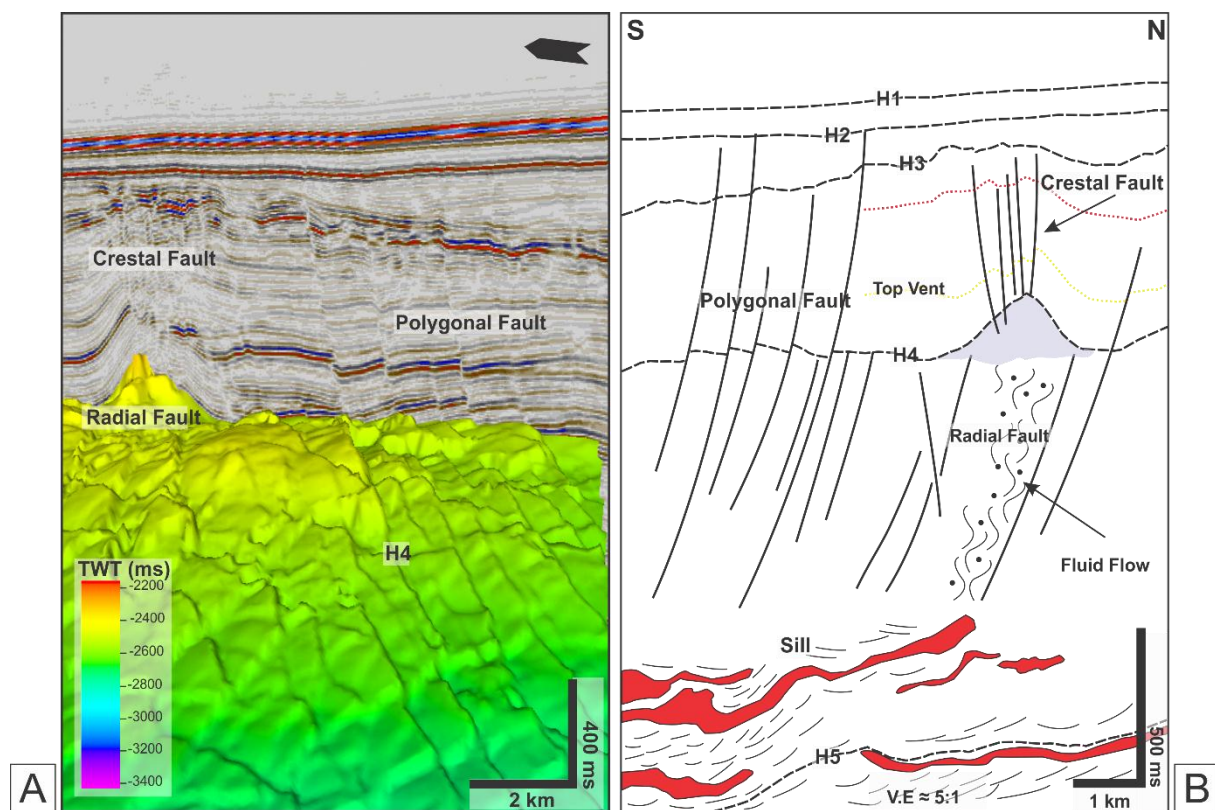 Crestal Fault
Polygonal Fault
Radial Fault
H4
TWT (ms)
-2200
-2400
-2600
-2800
-3000
-3200
-3400
400 ms
2 km
A
S
N
H1
H2
H3
Crestal Fault
Top Vent
Polygonal Fault
H4
Radial Fault
Fluid Flow
Sill
H5
V.E ≈ 5:1
500 ms
1 km
B